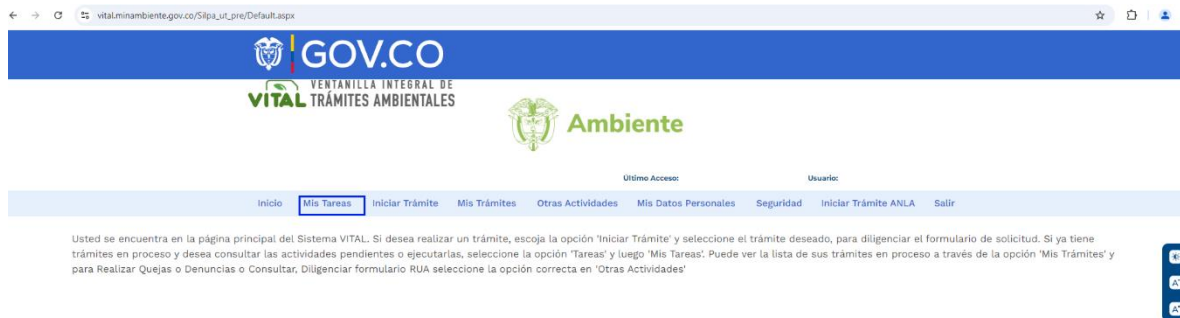 vital.minambiente.gov.co/Silpa_ut_pre/Default.aspx
GOV.CO
VITAL VENTANILLA INTEGRAL DE
TRÁMITES AMBIENTALES
Ambiente
Último Acceso: Usuario:
Inicio Mis Tareas Iniciar Trámite Mis Trámites Otras Actividades Mis Datos Personales Seguridad Iniciar Trámite ANLA Salir
Usted se encuentra en la página principal del Sistema VITAL. Si desea realizar un trámite, escoja la opción 'Iniciar Trámite' y seleccione el trámite deseado, para diligenciar el formulario de solicitud. Si ya tiene
trámites en proceso y desea consultar las actividades pendientes o ejecutarlas, seleccione la opción 'Tareas' y luego 'Mis Tareas'. Puede ver la lista de sus trámites en proceso a través de la opción 'Mis Trámites' y
para Realizar Quejas o Denuncias o Consultar, Diligenciar formulario RUA seleccione la opción correcta en 'Otras Actividades'